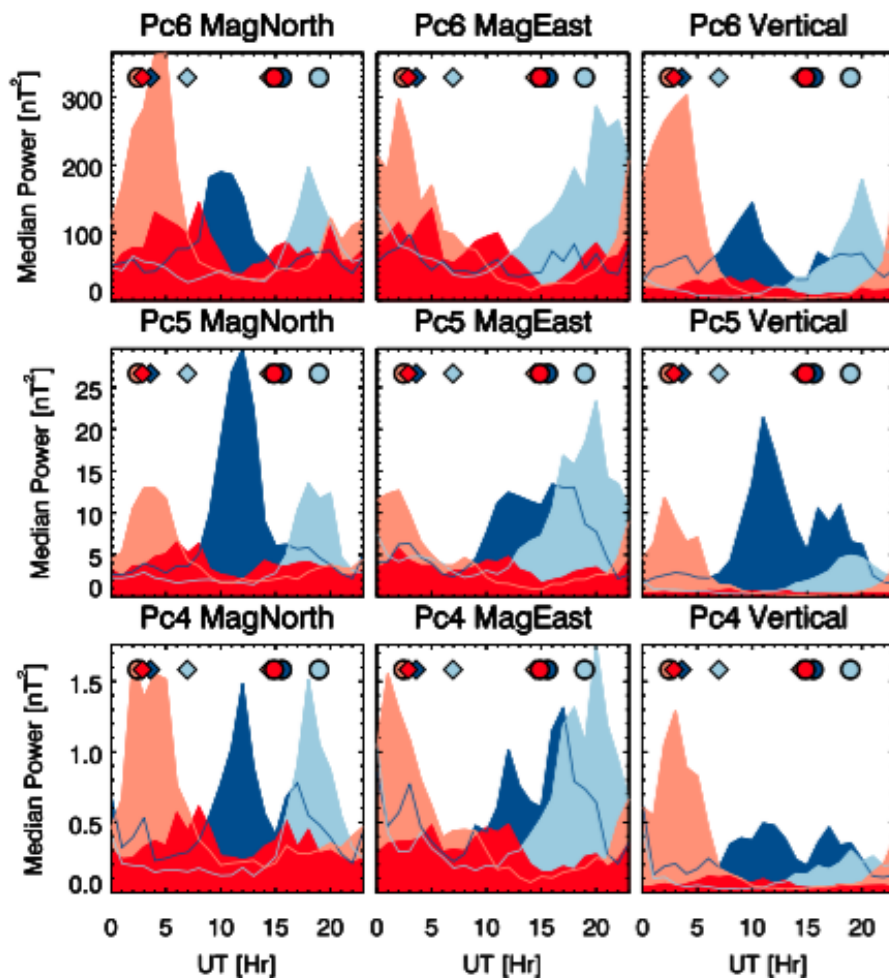 Pc6 MagNorth Pc6 MagEast Pc6 Vertical
Median Power [nT²]
300
200
100
0
Pc5 MagNorth Pc5 MagEast Pc5 Vertical
Median Power [nT²]
25
20
15
10
5
0
Pc4 MagNorth Pc4 MagEast Pc4 Vertical
Median Power [nT²]
1.5
1.0
0.5
0.0
0 5 10 15 20 0 5 10 15 20 0 5 10 15 20
UT [Hr] UT [Hr] UT [Hr]